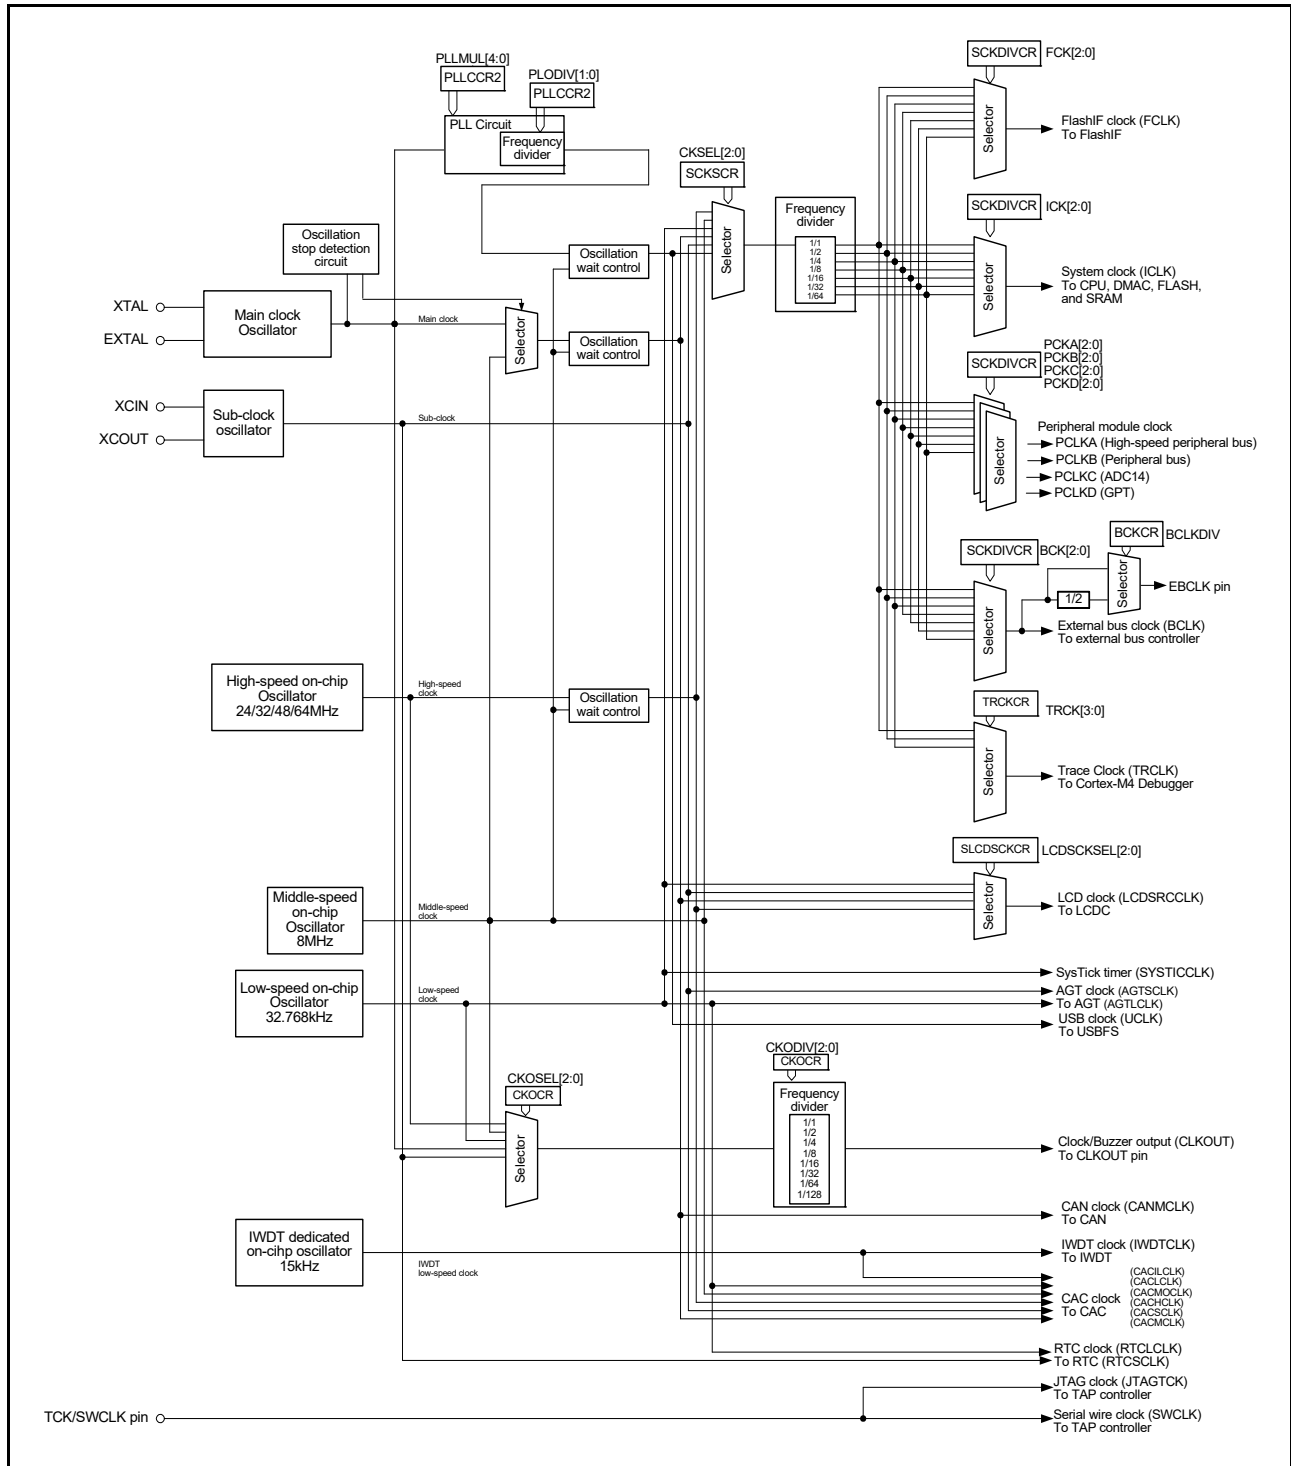 PLLMUL[4:0]
PLLCCR2
PLODIV[1:0]
PLLCCR2
PLL Circuit
Frequency
divider
CKSEL[2:0]
SCKSCR
Selector
Frequency
divider
1/1
1/2
1/4
1/8
1/16
1/32
1/64
SCKDIVCR
FCK[2:0]
Selector
FlashIF clock (FCLK)
To FlashIF
SCKDIVCR
ICK[2:0]
Selector
System clock (ICLK)
To CPU, DMAC, FLASH,
and SRAM
Oscillation
stop detection
circuit
Oscillation
wait control
XTAL
EXTAL
Main clock
Oscillator
Main clock
Selector
Oscillation
wait control
SCKDIVCR
PCKA[2:0]
PCKB[2:0]
PCKC[2:0]
PCKD[2:0]
Selector
Peripheral module clock
PCLKA (High-speed peripheral bus)
PCLKB (Peripheral bus)
PCLKC (ADC14)
PCLKD (GPT)
XCIN
XCOUT
Sub-clock
oscillator
Sub-clock
SCKDIVCR
BCK[2:0]
Selector
BCKCR
BCLKDIV
Selector
1/2
EBCLK pin
External bus clock (BCLK)
To external bus controller
High-speed on-chip
Oscillator
24/32/48/64MHz
High-speed
clock
Oscillation
wait control
TRCKCR
TRCK[3:0]
Selector
Trace Clock (TRCLK)
To Cortex-M4 Debugger
SLCDSCKCR
LCDSCKSEL[2:0]
Selector
LCD clock (LCDSRCCLK)
To LCDC
Middle-speed
on-chip
Oscillator
8MHz
Middle-speed
clock
Low-speed on-chip
Oscillator
32.768kHz
Low-speed
clock
SysTick timer (SYSTICCLK)
AGT clock (AGTSCLK)
To AGT (AGTLCLK)
USB clock (UCLK)
To USBFS
CKOSEL[2:0]
CKOCR
Selector
CKODIV[2:0]
CKOCR
Frequency
divider
1/1
1/2
1/4
1/8
1/16
1/32
1/64
1/128
Clock/Buzzer output (CLKOUT)
To CLKOUT pin
CAN clock (CANMCLK)
To CAN
IWDT dedicated
on-cihp oscillator
15kHz
IWDT
low-speed clock
IWDT clock (IWDTCLK)
To IWDT
CAC clock
To CAC
(CACILCLK)
(CACLCLK)
(CACMOCLK)
(CACHCLK)
(CACSCLK)
(CACMCLK)
RTC clock (RTCLCLK)
To RTC (RTCSCLK)
TCK/SWCLK pin
JTAG clock (JTAGTCK)
To TAP controller
Serial wire clock (SWCLK)
To TAP controller